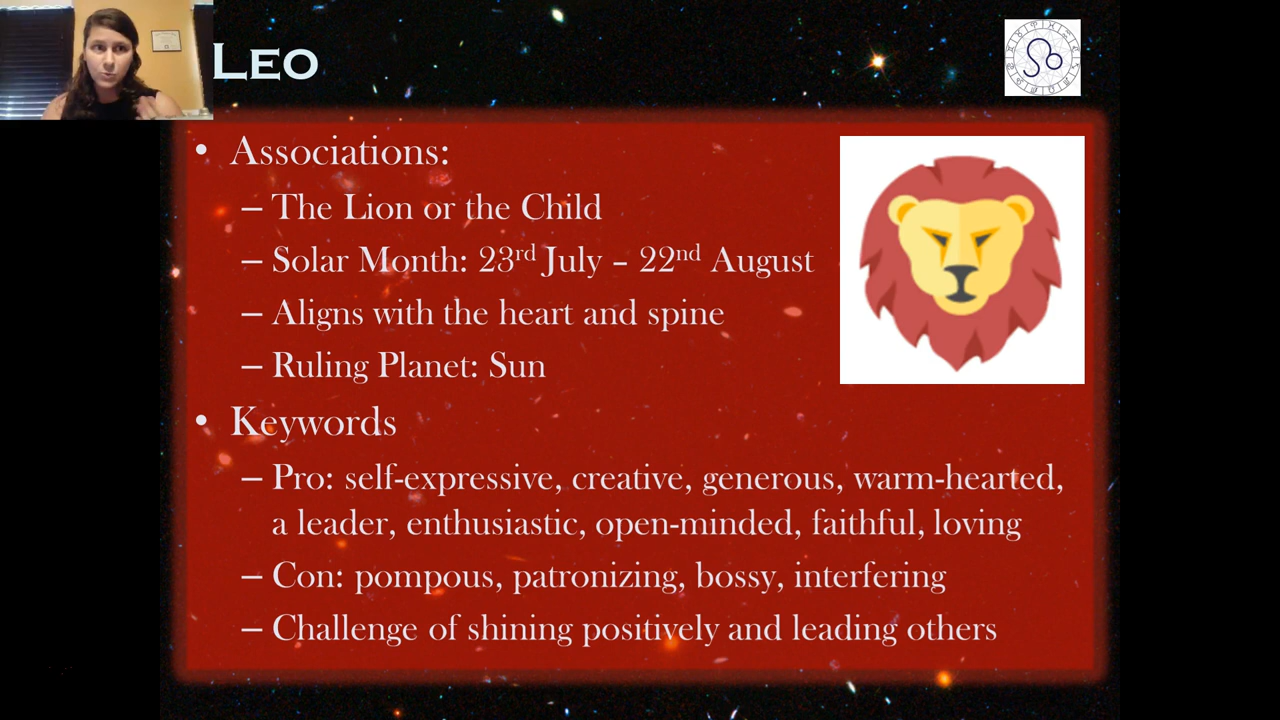 LEO
• Associations:
– The Lion or the Child
– Solar Month: 23rd July – 22nd August
– Aligns with the heart and spine
– Ruling Planet: Sun
• Keywords
– Pro: self-expressive, creative, generous, warm-hearted,
a leader, enthusiastic, open-minded, faithful, loving
– Con: pompous, patronizing, bossy, interfering
– Challenge of shining positively and leading others